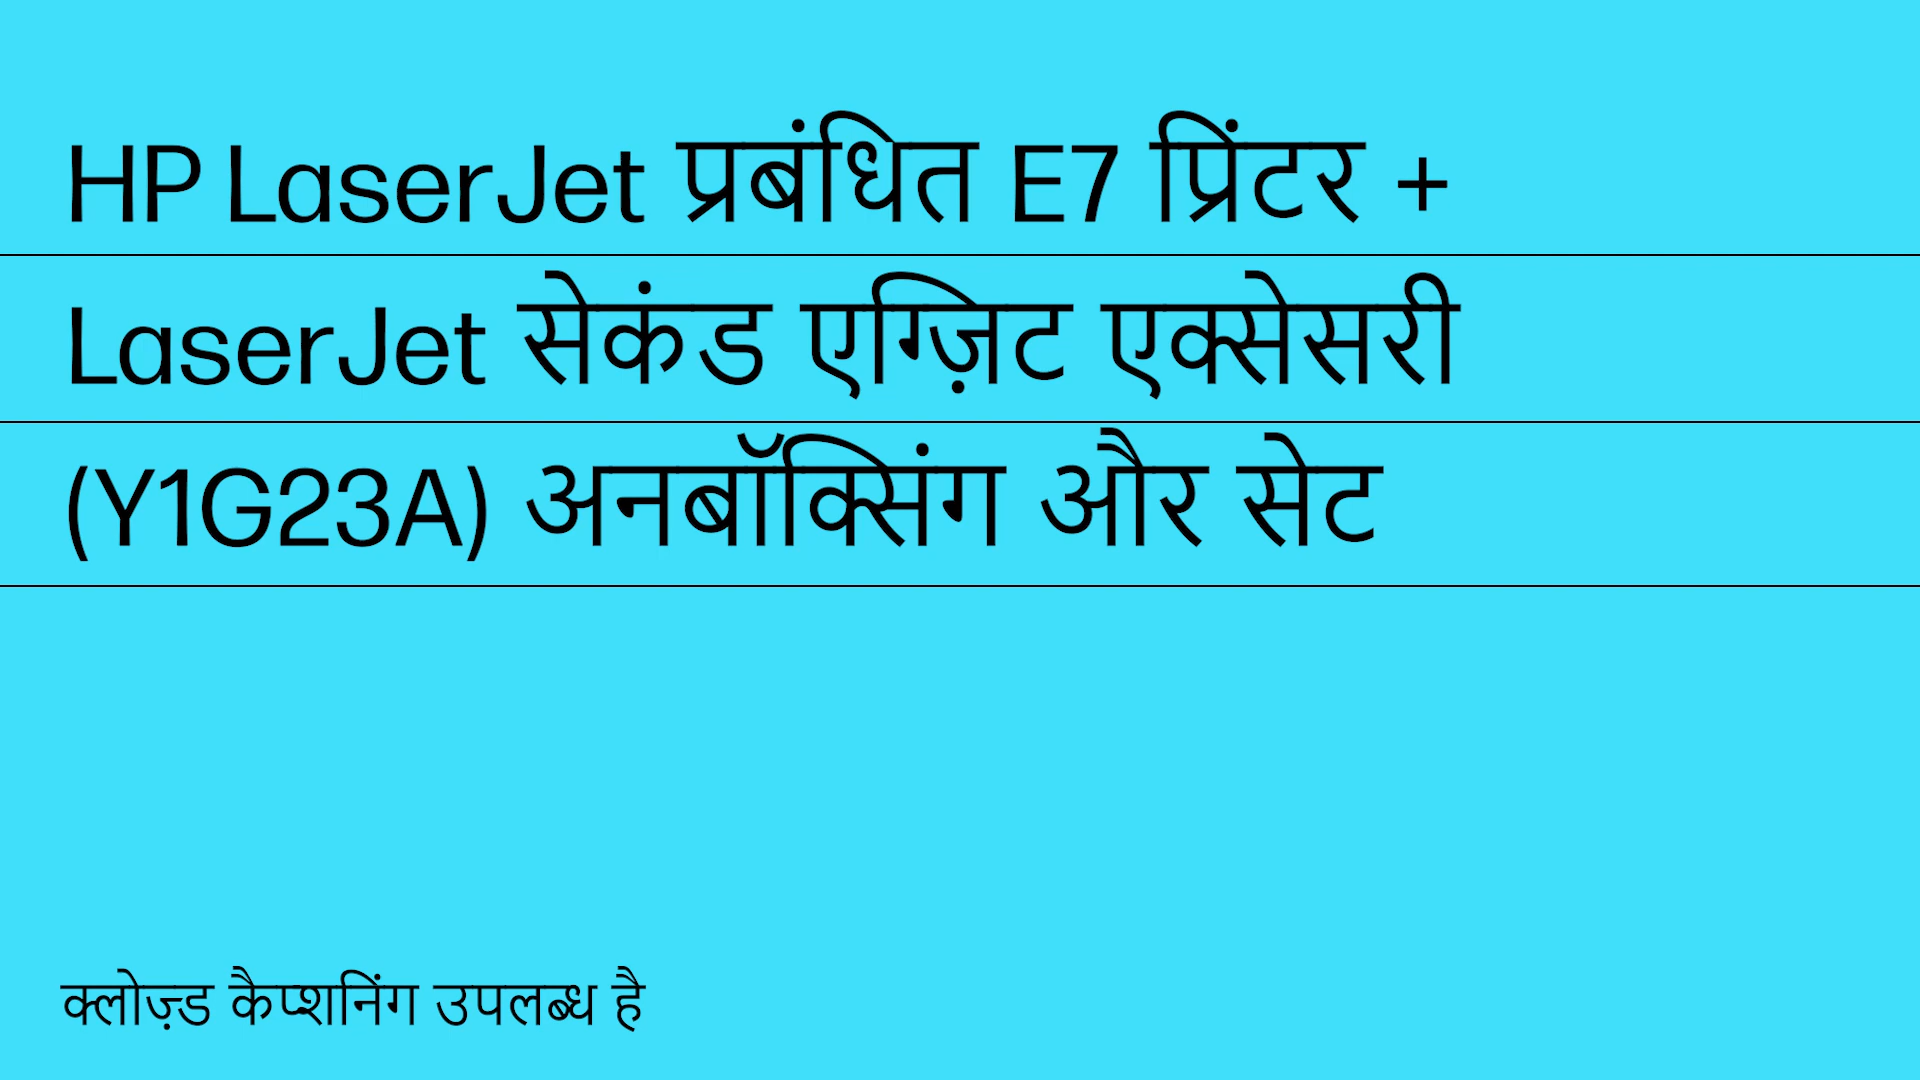 HP LaserJet प्रबंधित E7 प्रिंटर +
LaserJet सेकंड एग्ज़िट एक्सेसरी
(Y1G23A) अनबॉक्सिंग और सेट
क्लोज़्ड कैप्शनिंग उपलब्ध है